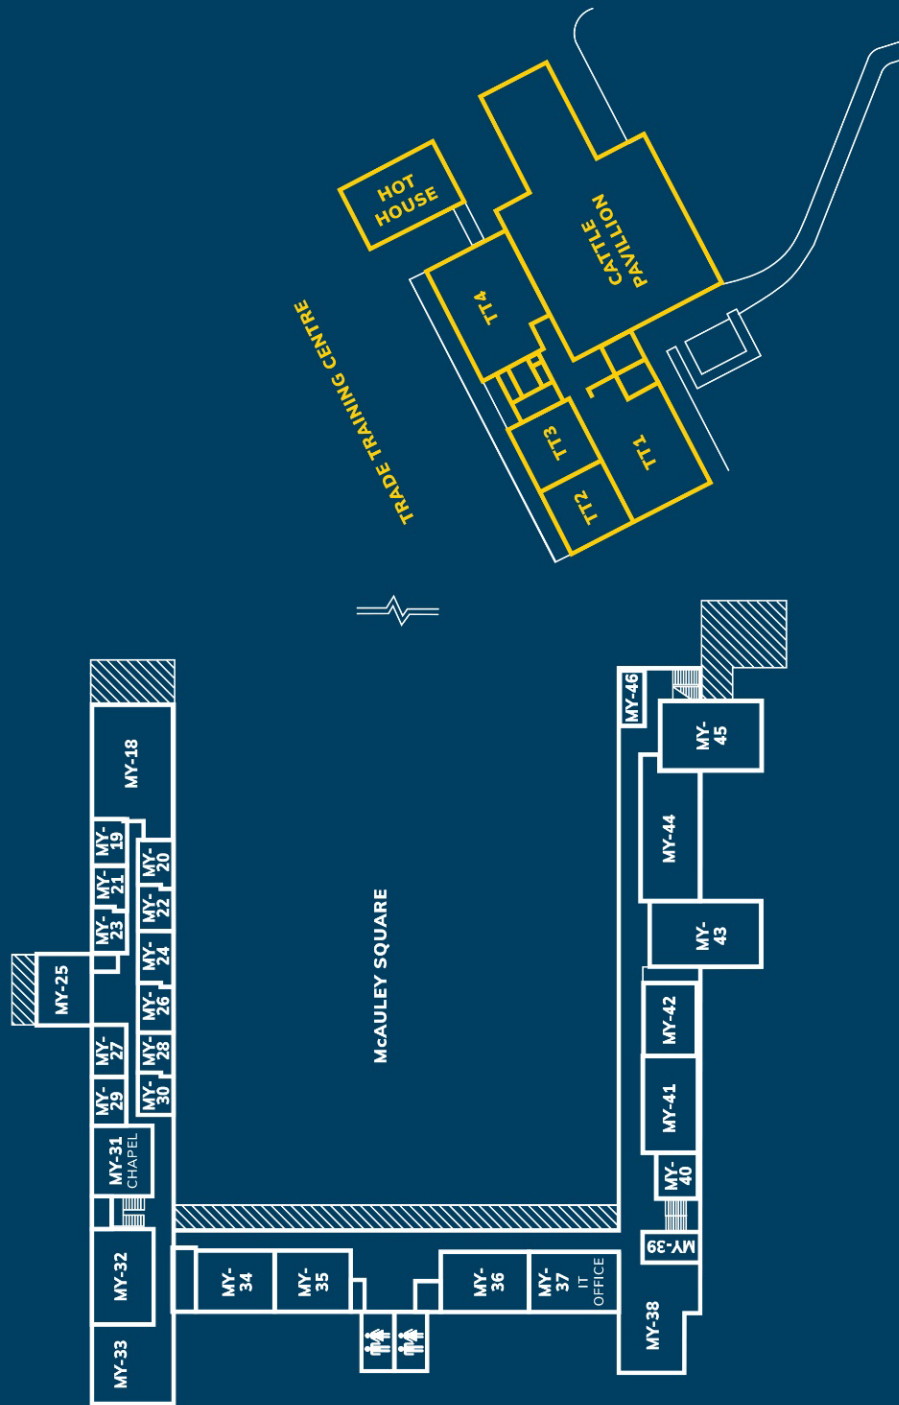 HOT
HOUSE
CATTLE
PAVILLION
TT4
TRADE TRAINING CENTRE
TT3
TT1
TT2
MY-46
MY-18
MY-
45
MY-
19
MY-
20
MY-44
MY-
21
MY-
22
MY-
23
MY-
24
MY-
43
McAULEY SQUARE
MY-25
MY-
26
MY-42
MY-
27
MY-
28
MY-
29
MY-
30
MY-41
MY-31
CHAPEL
MY-
40
MY-39
MY-32
MY-
34
MY-
35
MY-
36
MY-
37
IT
OFFICE
MY-33
MY-38